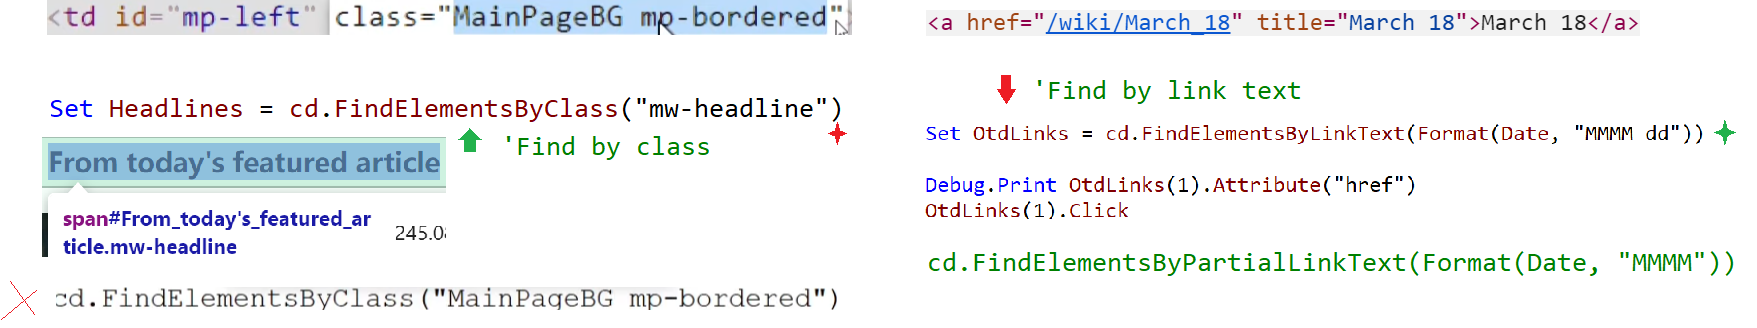 <td id="mp-left" class="MainPageBG mp-bordered"
Set Headlines = cd.FindElementsByClass("mw-headline")
'Find by class
From today's featured article
span#From_today's_featured_ar
ticle.mw-headline
245.08
cd.FindElementsByClass("MainPageBG mp-bordered")
<a href="/wiki/March_18" title="March 18">March 18</a>
'Find by link text
Set OtdLinks = cd.FindElementsByLinkText(Format(Date, "MMMM dd"))
Debug.Print OtdLinks(1).Attribute("href")
OtdLinks(1).Click
cd.FindElementsByPartialLinkText(Format(Date, "MMMM"))